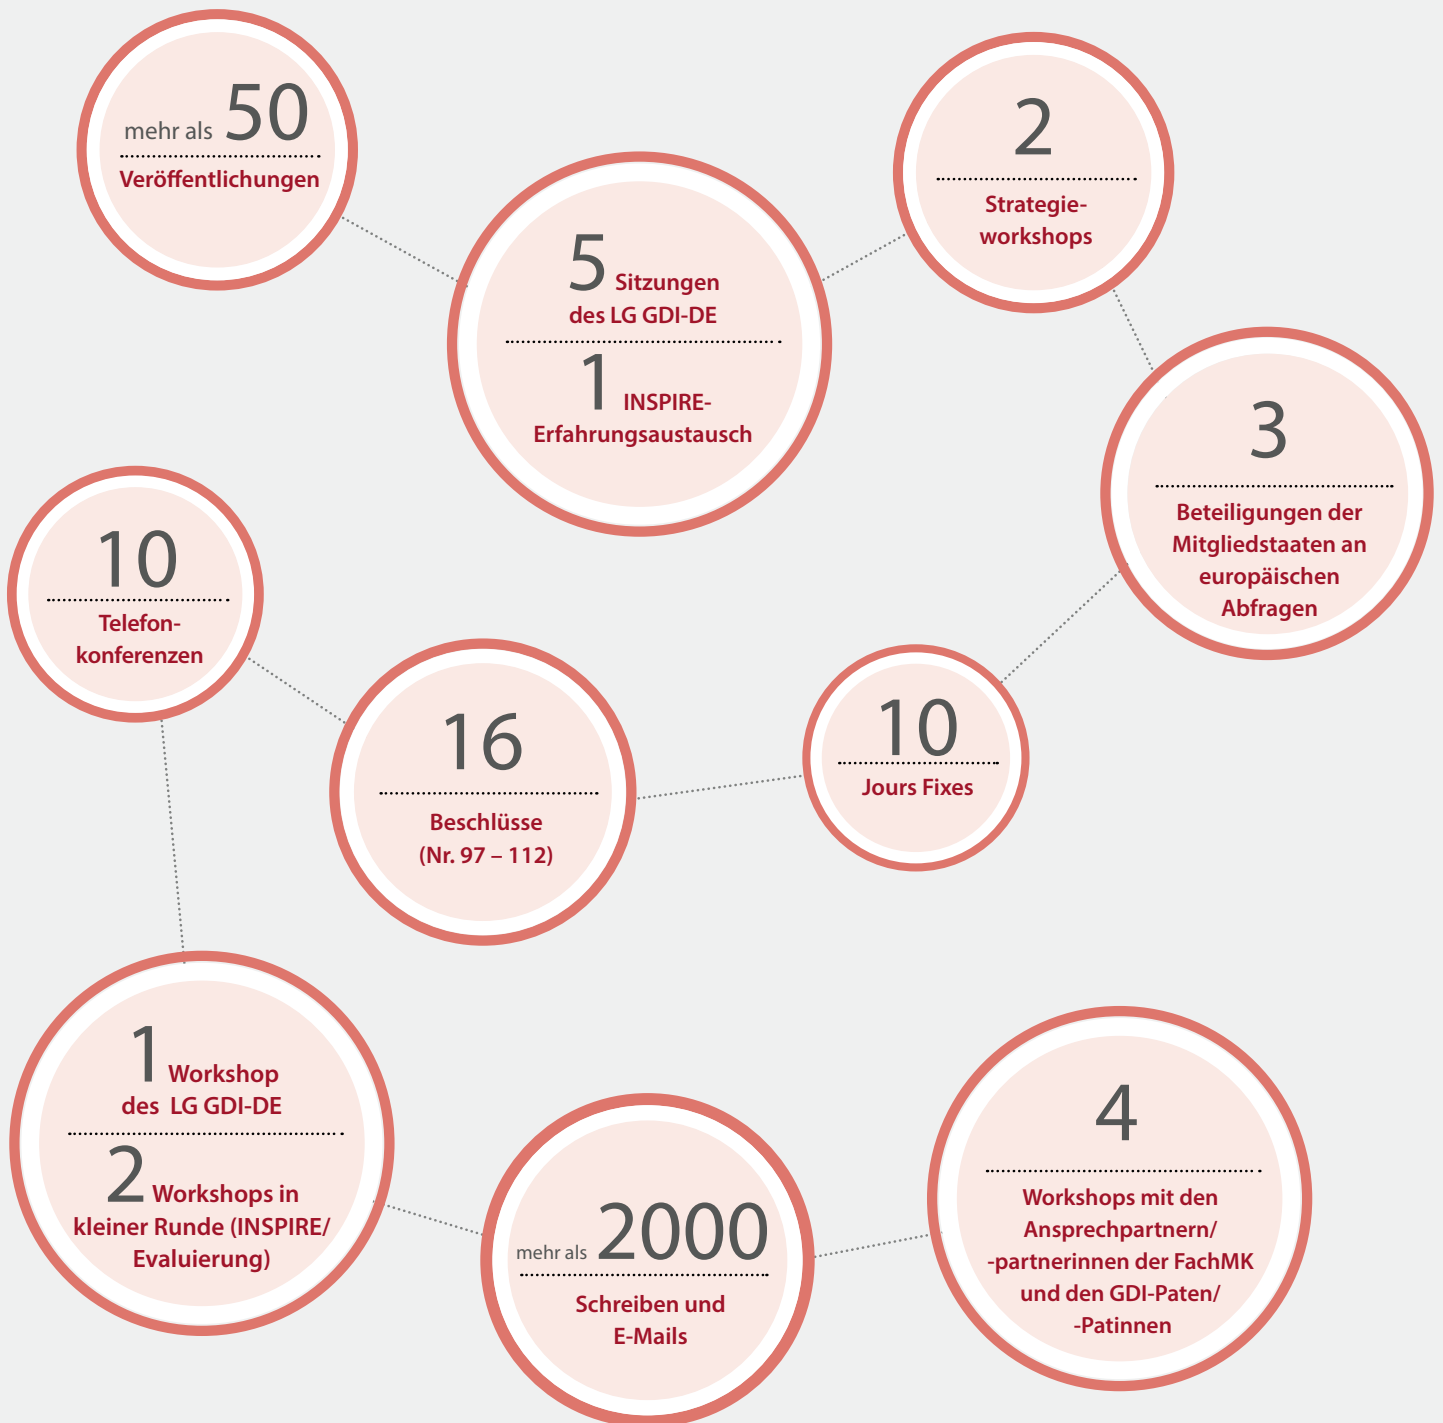 mehr als 50
Veröffentlichungen
5 Sitzungen
des LG GDI-DE
1 INSPIRE-
Erfahrungsaustausch
2
Strategie-
workshops
3
Beteiligungen der
Mitgliedstaaten an
europäischen
Abfragen
10
Jours Fixes
16
Beschlüsse
(Nr. 97 – 112)
10
Telefon-
konferenzen
1 Workshop
des LG GDI-DE
2 Workshops in
kleiner Runde (INSPIRE/
Evaluierung)
mehr als 2000
Schreiben und
E-Mails
4
Workshops mit den
Ansprechpartnern/
-partnerinnen der FachMK
und den GDI-Paten/
-Patinnen